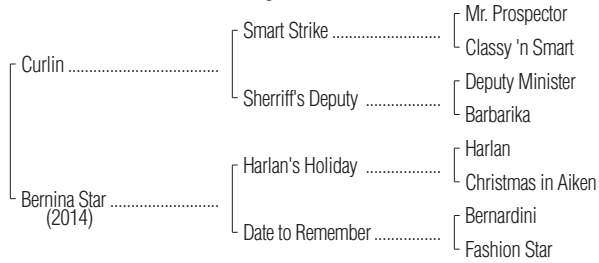 Mr. Prospector
Smart Strike ......................
Classy 'n Smart
Curlin ..............................
Deputy Minister
Sherriff's Deputy ...............
Barbarika
Harlan
Harlan's Holiday ...............
Christmas in Aiken
Bernina Star ......................
(2014)
Bernardini
Date to Remember .............
Fashion Star